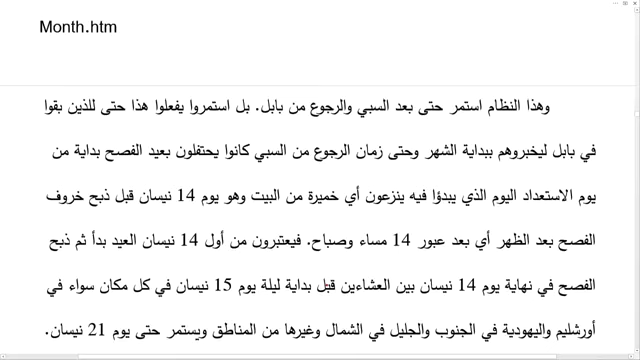 Month.htm
وهذا النظام استمر حتى بعد السبي والرجوع من بابل. بل استمروا يفعلوا هذا حتى للذين بقوا
في بابل ليخبروهم ببداية الشهر وحتى زمان الرجوع من السبي كانوا يحتفلون بعيد الفصح بداية من
يوم الاستعداد اليوم الذي يبدؤا فيه ينزعون أي خميرة من البيت وهو يوم 14 نيسان قبل ذبح خروف
الفصح بعد الظهر أي بعد عبور 14 مساء وصباح. فيعتبرون من أول 14 نيسان العيد بدأ ثم ذبح
الفصح في نهاية يوم 14 نيسان بين العشاءين قبل بداية ليلة يوم 15 نيسان في كل مكان سواء في
أورشليم واليهودية في الجنوب والجليل في الشمال وغيرها من المناطق ويستمر حتى يوم 21 نيسان.